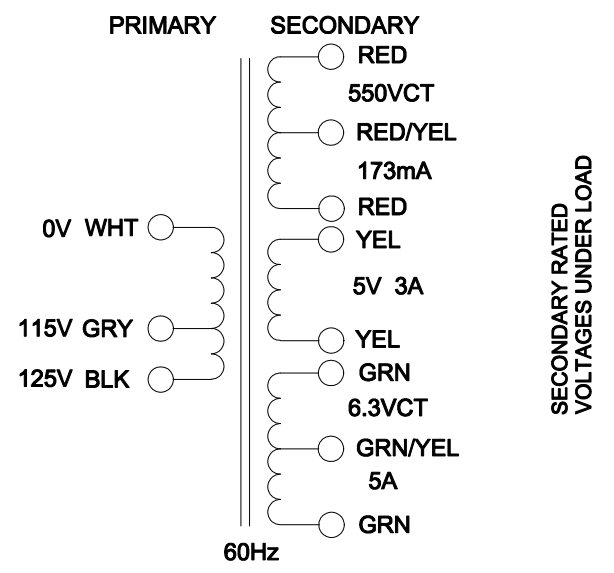 PRIMARY
SECONDARY
RED
550VCT
RED/YEL
173mA
RED
0V WHT
YEL
5V 3A
115V GRY
YEL
125V BLK
GRN
6.3VCT
GRN/YEL
5A
GRN
60Hz
SECONDARY RATED
VOLTAGES UNDER LOAD